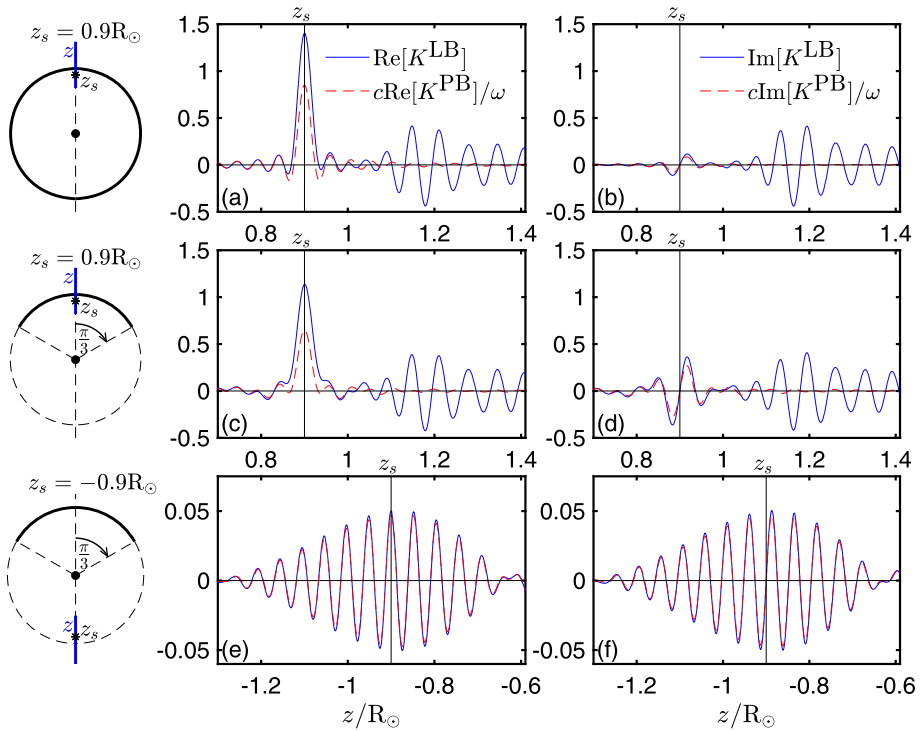 z_s = 0.9R_⊙
z
z_s
z_s
1.5
1
0.5
0
-0.5
Re[K^LB]
cRe[K^PB]/ω
(a)
0.8
1
1.2
1.4
z_s
1.5
1
0.5
0
-0.5
Im[K^LB]
cIm[K^PB]/ω
(b)
0.8
1
1.2
1.4
z_s = 0.9R_⊙
z
z_s
π/3
z_s
1.5
1
0.5
0
-0.5
(c)
0.8
1
1.2
1.4
z_s
1.5
1
0.5
0
-0.5
(d)
0.8
1
1.2
1.4
z_s = −0.9R_⊙
π/3
z
z_s
z_s
0.05
0
-0.05
(e)
-1.2
-1
-0.8
-0.6
z/R_⊙
z_s
0.05
0
-0.05
(f)
-1.2
-1
-0.8
-0.6
z/R_⊙